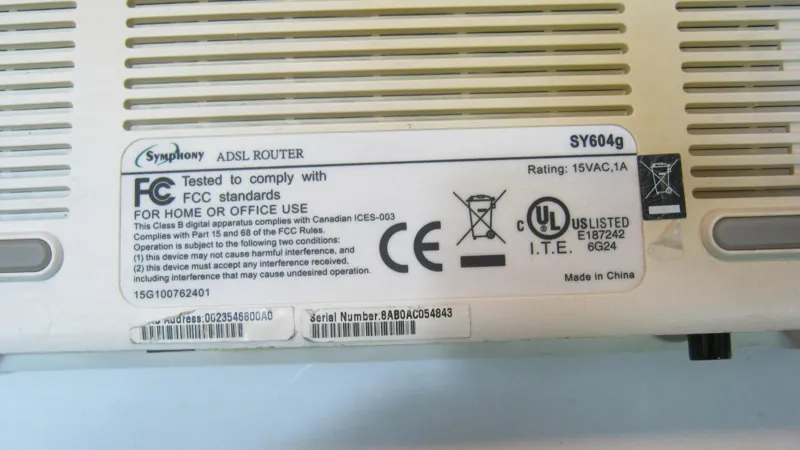 Symphony ADSL ROUTER
SY604g
Rating: 15VAC,1A
FCC
Tested to comply with
FCC standards
FOR HOME OR OFFICE USE
This Class B digital apparatus complies with Canadian ICES-003
Complies with Part 15 and 68 of the FCC Rules.
Operation is subject to the following two conditions:
(1) this device may not cause harmful interference, and
(2) this device must accept any interference received,
including interference that may cause undesired operation.
15G100762401
CE
C UL US LISTED
I.T.E. E187242
6G24
Made in China
Address:0023546800A0
Serial Number:8AB0AC054843